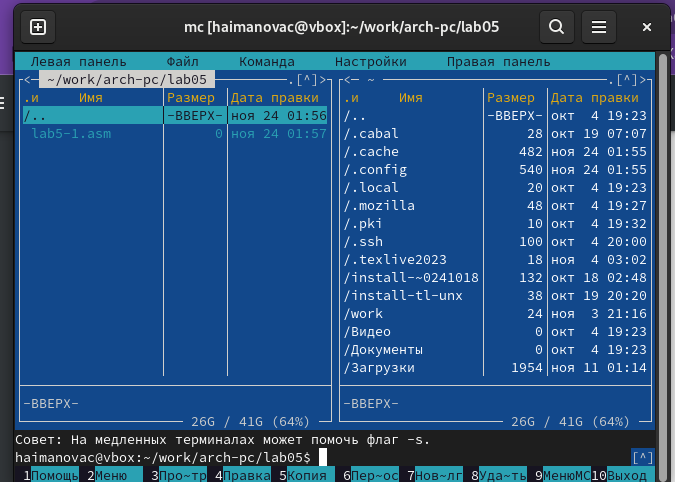 mc [haimanovac@vbox]:~/work/arch-pc/lab05
Левая панель Файл Команда Настройки Правая панель
<- ~/work/arch-pc/lab05 .[^]>
.и Имя Размер Дата правки
/.. -ВВЕРХ- ноя 24 01:56
lab5-1.asm 0 ноя 24 01:57
-ВВЕРХ-
26G / 41G (64%)
<- ~ .[^]>
.и Имя Размер Дата правки
/.. -ВВЕРХ- окт 4 19:23
/.cabal 28 окт 19 07:07
/.cache 482 ноя 24 01:55
/.config 540 ноя 24 01:55
/.local 20 окт 4 19:23
/.mozilla 48 окт 4 19:27
/.pki 10 окт 4 19:32
/.ssh 100 окт 4 20:00
/.texlive2023 18 ноя 4 03:02
/install-~0241018 132 окт 18 02:48
/install-tl-unx 38 окт 19 20:20
/work 24 ноя 3 21:16
/Видео 0 окт 4 19:23
/Документы 0 окт 4 19:23
/Загрузки 1954 ноя 11 01:14
-ВВЕРХ-
26G / 41G (64%)
Совет: На медленных терминалах может помочь флаг -s.
haimanovac@vbox:~/work/arch-pc/lab05$ [^]
1Помощь 2Меню 3Про~тр 4Правка 5Копия 6Пер~ос 7Нов~лг 8Уда~ть 9МенюMC 10Выход